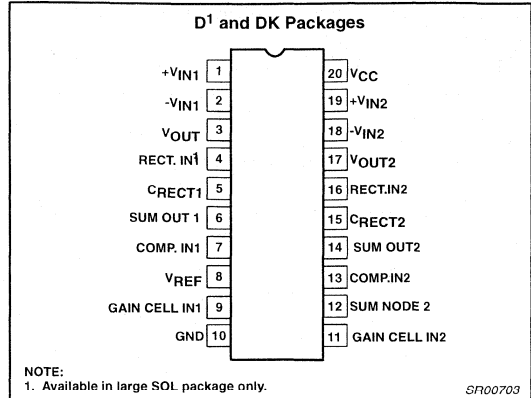 D1 and DK Packages
+VIN1 1
20 VCC
-VIN1 2
19 +VIN2
VOUT 3
18 -VIN2
RECT. IN1 4
17 VOUT2
CRECT1 5
16 RECT.IN2
SUM OUT 1 6
15 CRECT2
COMP. IN1 7
14 SUM OUT2
VREF 8
13 COMP.IN2
GAIN CELL IN1 9
12 SUM NODE 2
GND 10
11 GAIN CELL IN2
NOTE:
1. Available in large SOL package only.
SR00703